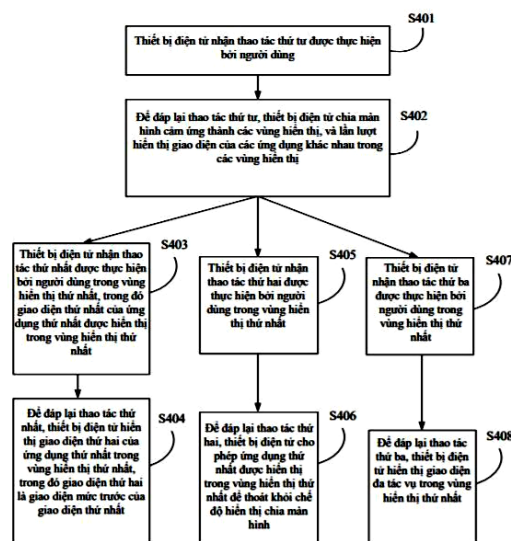 S401
Thiết bị điện tử nhận thao tác thứ tư được thực hiện
bởi người dùng
S402
Để đáp lại thao tác thứ tư, thiết bị điện tử chia màn
hình cảm ứng thành các vùng hiển thị, và lần lượt
hiển thị giao diện của các ứng dụng khác nhau trong
các vùng hiển thị
S403
Thiết bị điện tử nhận thao
tác thứ nhất được thực hiện
bởi người dùng trong vùng
hiển thị thứ nhất, trong đó
giao diện thứ nhất của ứng
dụng thứ nhất được hiển thị
trong vùng hiển thị thứ
nhất
S405
Thiết bị điện tử nhận
thao tác thứ hai được
thực hiện bởi người
dùng trong vùng hiển
thị thứ nhất
S407
Thiết bị điện tử nhận
thao tác thứ ba
được thực hiện bởi
người dùng trong
vùng hiển thị thứ
nhất
S404
Để đáp lại thao tác thứ
nhất, thiết bị điện tử hiển
thị giao diện thứ hai của
ứng dụng thứ nhất trong
vùng hiển thị thứ nhất,
trong đó giao diện thứ hai
là giao diện mức trước của
giao diện thứ nhất
S406
Để đáp lại thao tác thứ
hai, thiết bị điện tử cho
phép ứng dụng thứ
nhất được hiển thị
trong vùng hiển thị thứ
nhất để thoát khỏi chế
độ hiển thị chia màn
hình
S408
Để đáp lại thao tác
thứ ba, thiết bị điện
tử hiển thị giao diện
đa tác vụ trong vùng
hiển thị thứ nhất